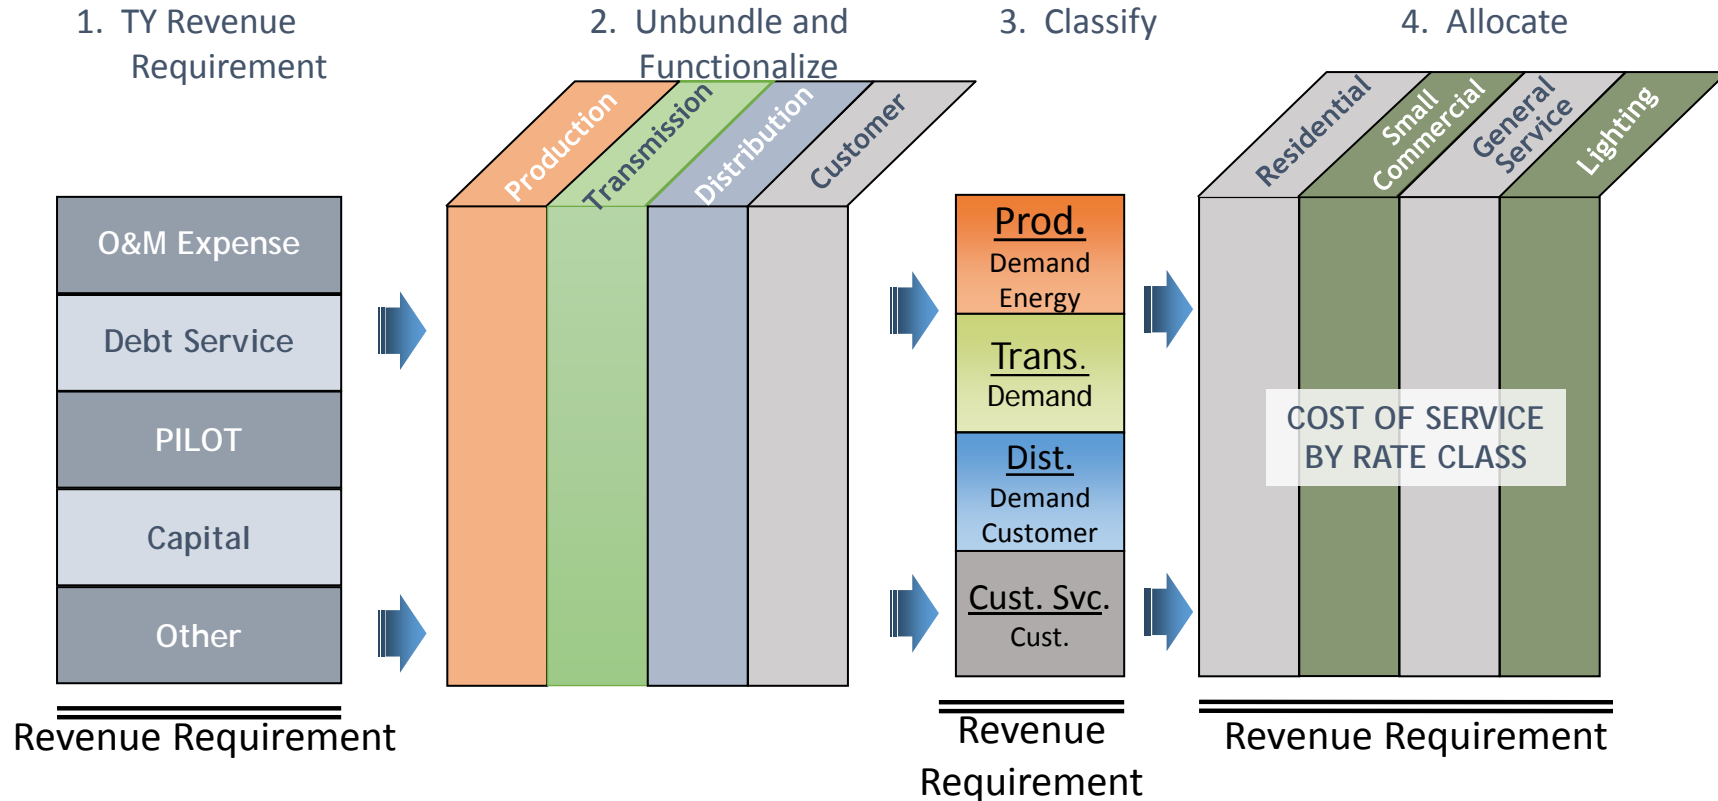 1. TY Revenue
Requirement
2. Unbundle and
Functionalize
3. Classify
4. Allocate
O&M Expense
Debt Service
PILOT
Capital
Other
Revenue Requirement
Production
Transmission
Distribution
Customer
Prod.
Demand
Energy
Trans.
Demand
Dist.
Demand
Customer
Cust. Svc.
Cust.
Revenue
Requirement
Residential
Small
Commercial
General
Service
Lighting
COST OF SERVICE
BY RATE CLASS
Revenue Requirement